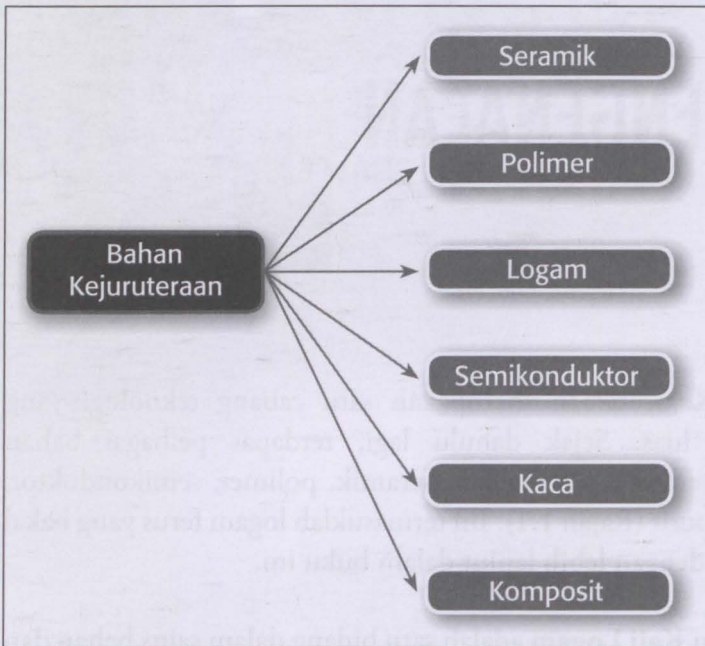 Seramik
Polimer
Bahan
Kejuruteraan
Logam
Semikonduktor
Kaca
Komposit